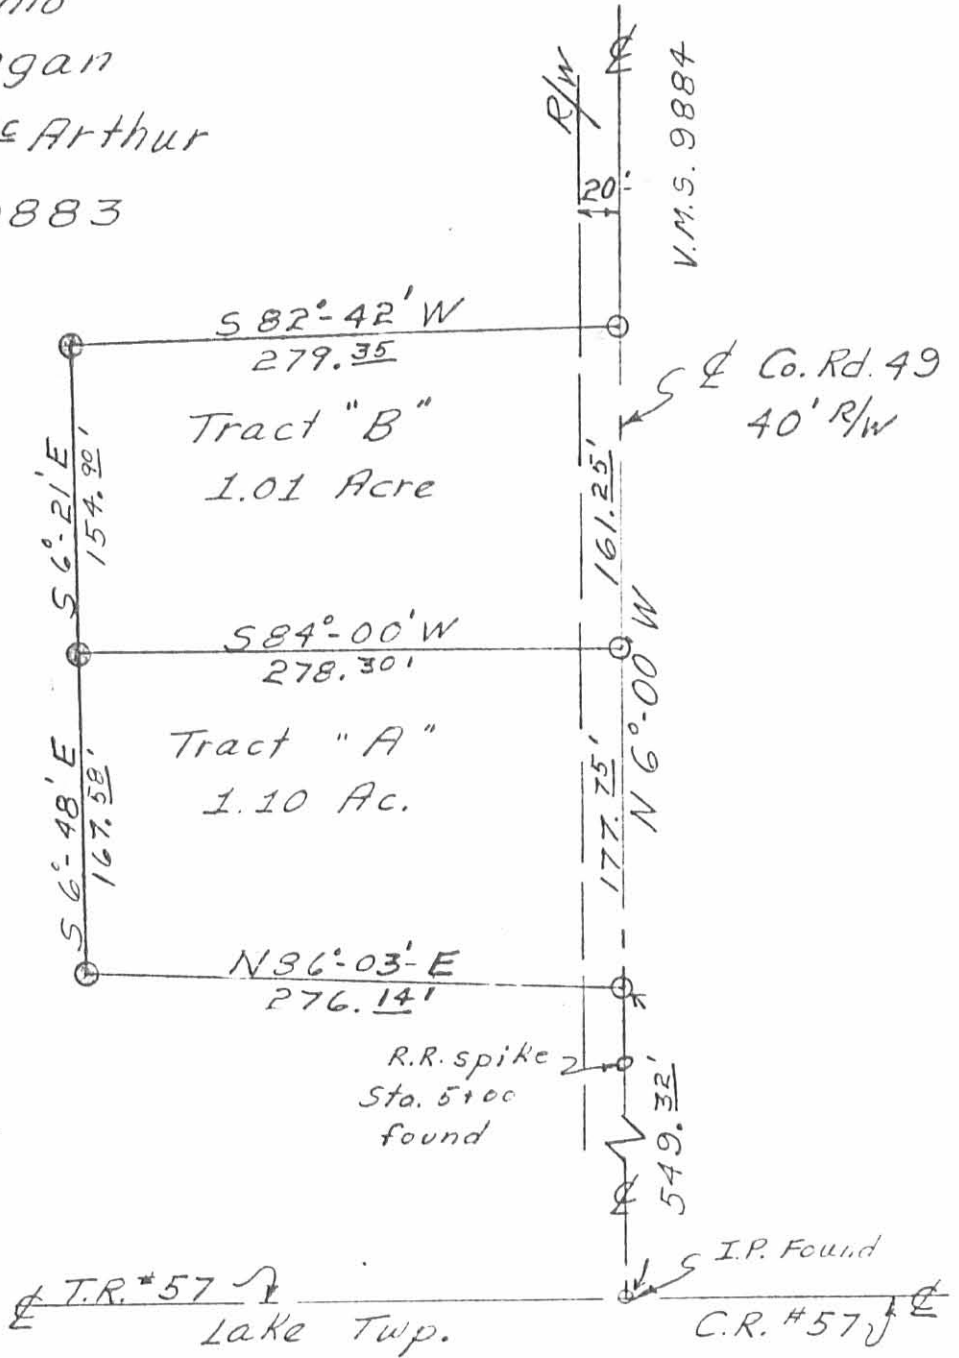 gan
Arthur
883
R/W
℄
V.M.S. 9884
20'
S 82°-42' W
279.35
℄ Co. Rd. 49
40' R/W
Tract "B"
1.01 Acre
S 6°-21' E
154.90'
161.25'
S 84°-00' W
278.30'
N 6°-00' W
Tract "A"
1.10 Ac.
S 6°-48' E
167.58'
177.75'
N 86°-03'-E
276.14'
R.R. spike
Sta. 5+00
found
549.32'
℄
I.P. Found
℄ T.R. #57
Lake Twp.
C.R. #57
℄